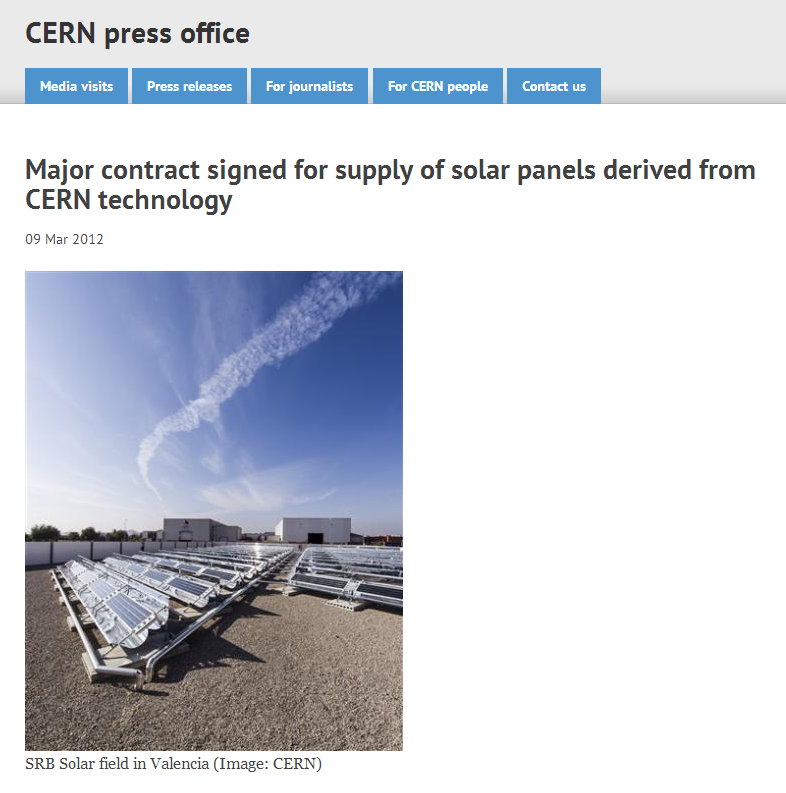 CERN press office
Media visits
Press releases
For journalists
For CERN people
Contact us
Major contract signed for supply of solar panels derived from
CERN technology
09 Mar 2012
SRB Solar field in Valencia (Image: CERN)